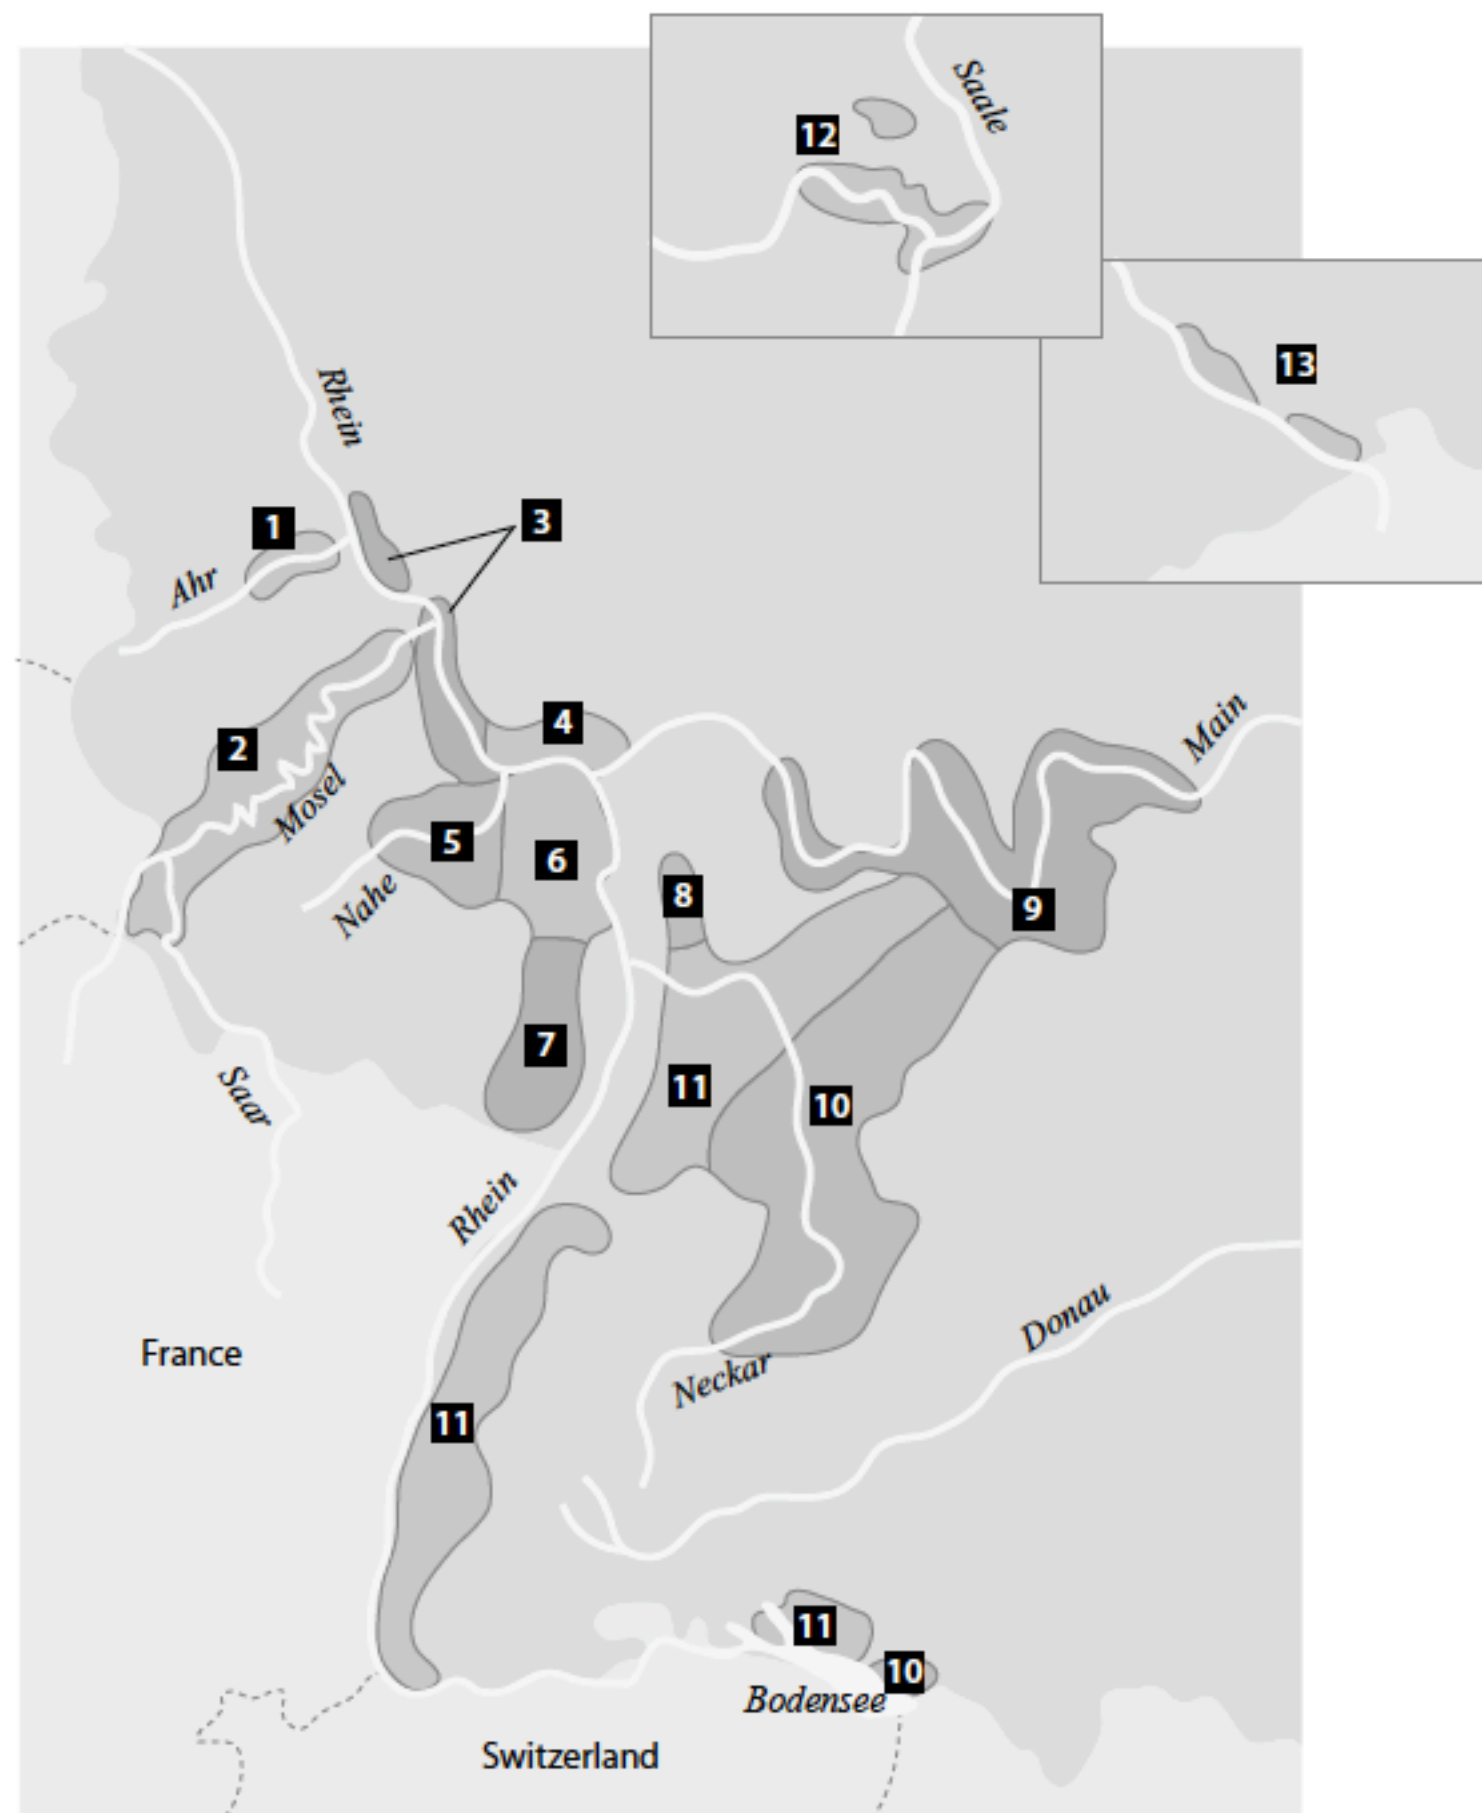 Saale
12
13
Rhein
1
3
Ahr
Main
4
2
Mosel
5
6
8
Nahe
9
7
11
10
Saar
Rhein
Donau
France
Neckar
11
11
10
Bodensee
Switzerland